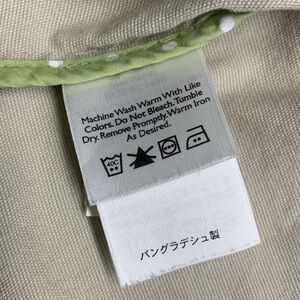 Machine Wash Warm With Like
Colors. Do Not Bleach. Tumble
Dry. Remove Promptly. Warm Iron
As Desired.
40C
バングラデシュ製